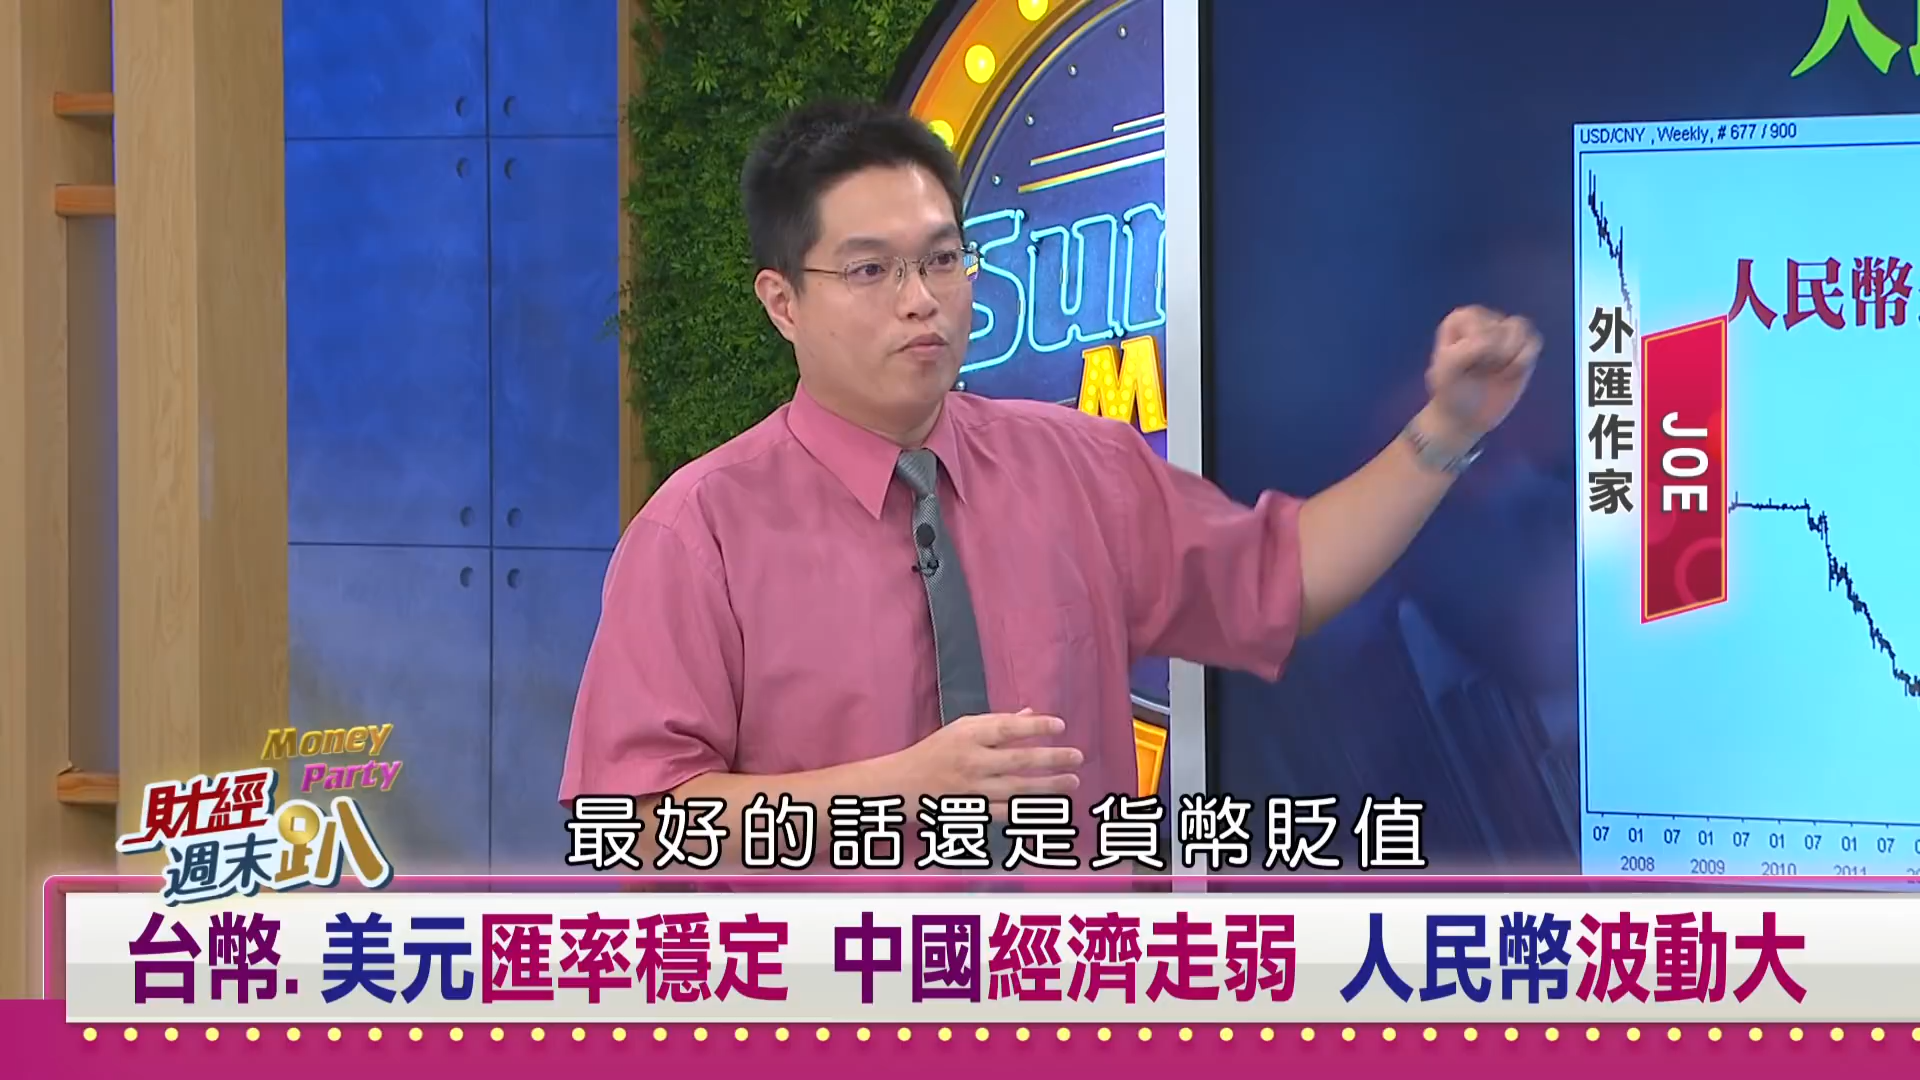 USD/CNY , Weekly, # 677 / 900
人民幣
外匯作家
JOE
07 01 07 01 07 01 07 01 07
2008 2009 2010 2011
Money
Party
財經
週末趴
最好的話還是貨幣貶值
台幣.美元匯率穩定 中國經濟走弱 人民幣波動大